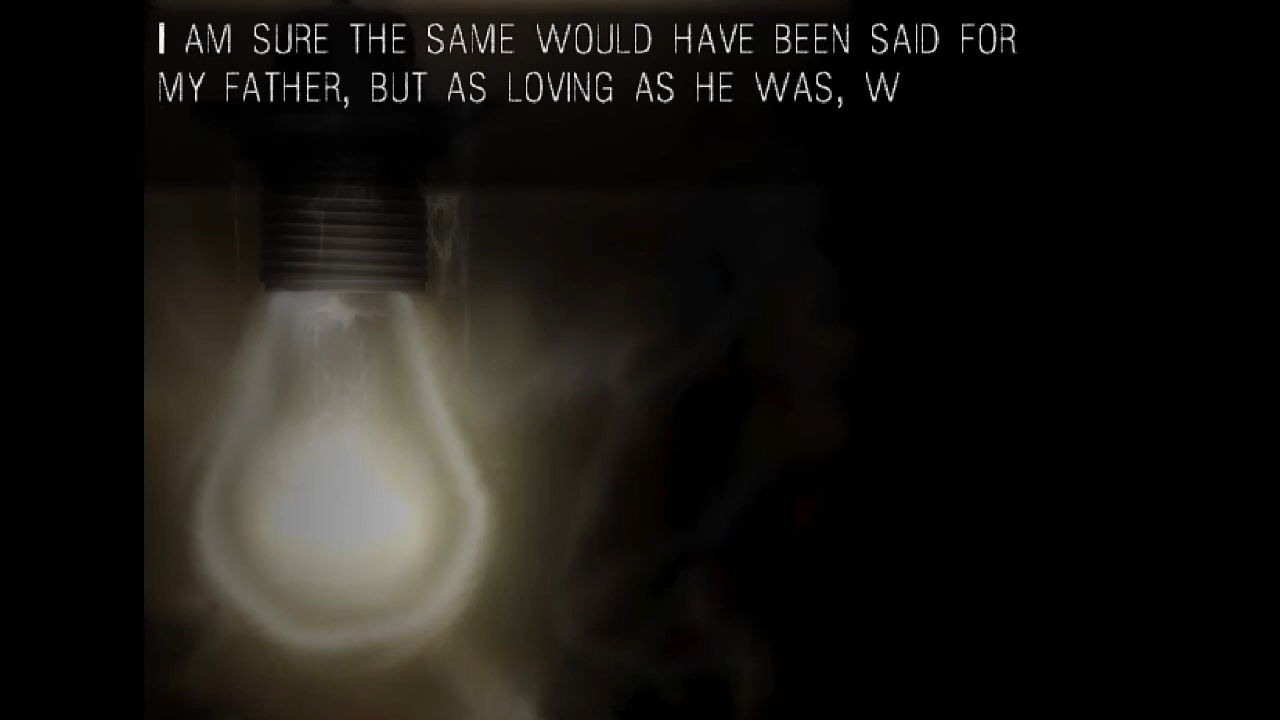 I AM SURE THE SAME WOULD HAVE BEEN SAID FOR
MY FATHER, BUT AS LOVING AS HE WAS, W